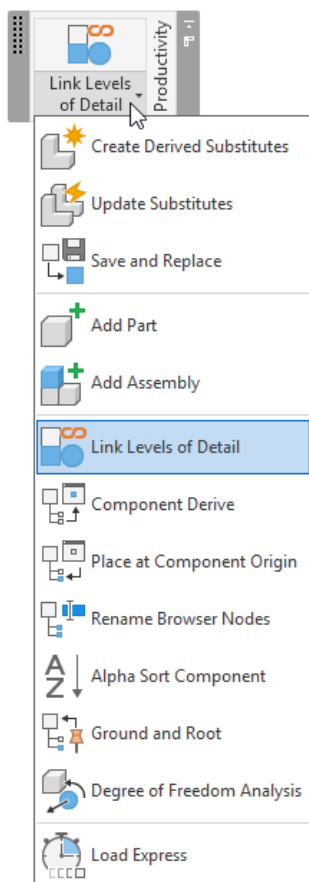 Link Levels
of Detail
Productivity
Create Derived Substitutes
Update Substitutes
Save and Replace
Add Part
Add Assembly
Link Levels of Detail
Component Derive
Place at Component Origin
Rename Browser Nodes
A
Z
Alpha Sort Component
Ground and Root
Degree of Freedom Analysis
Load Express